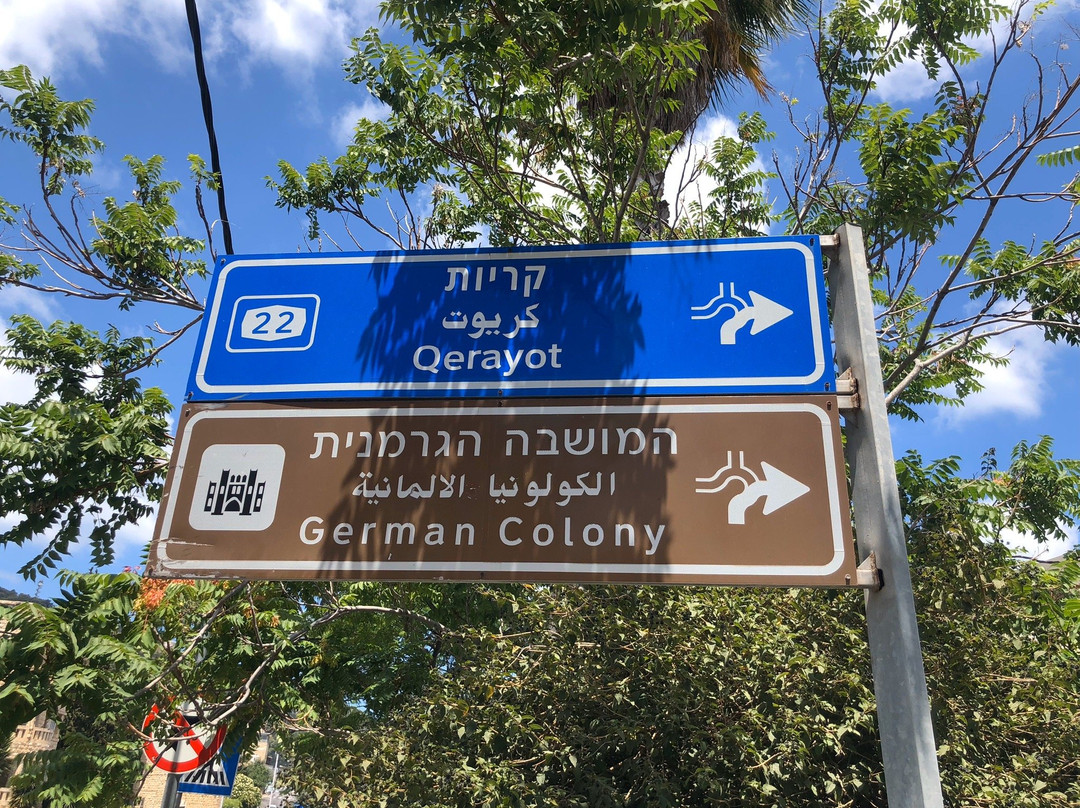 22
קריות
كريوت
Qerayot
המושבה הגרמנית
الكولونيا الالمانية
German Colony